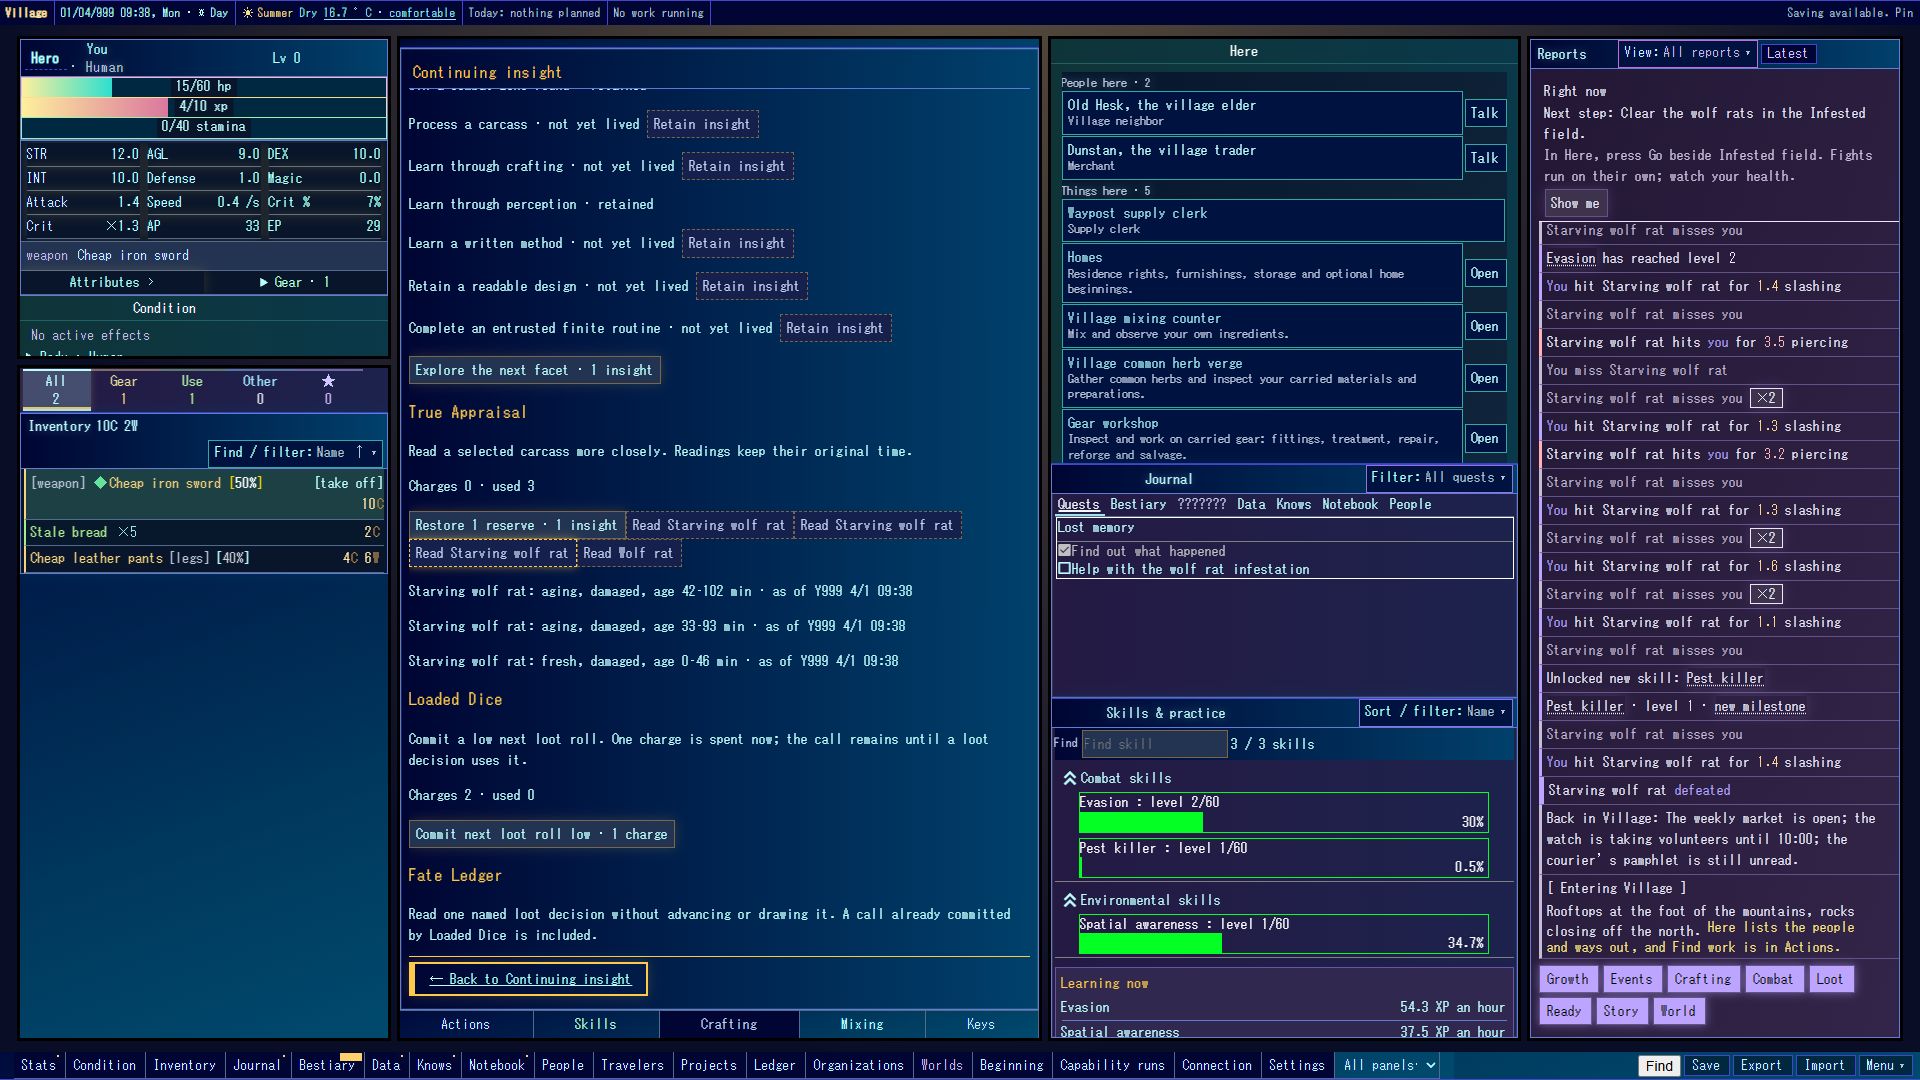 Village 01/04/999 09:38, Mon · ☀ Day ☀ Summer Dry 16.7 ° C · comfortable Today: nothing planned No work running Saving available. Pin
Hero · You Human Lv 0
15/60 hp
4/10 xp
0/40 stamina
STR 12.0 AGL 9.0 DEX 10.0
INT 10.0 Defense 1.0 Magic 0.0
Attack 1.4 Speed 0.4 /s Crit % 7%
Crit ×1.3 AP 33 EP 29
weapon Cheap iron sword
Attributes > ▶ Gear · 1
Condition
No active effects
All Gear Use Other ★
2 1 1 0 0
Inventory 10C 2W
Find / filter: Name ↑ ▾
[weapon] ◆Cheap iron sword [50%] [take off]
10C
Stale bread ×5 2C
Cheap leather pants [legs] [40%] 4C 6W
Continuing insight
Process a carcass · not yet lived Retain insight
Learn through crafting · not yet lived Retain insight
Learn through perception · retained
Learn a written method · not yet lived Retain insight
Retain a readable design · not yet lived Retain insight
Complete an entrusted finite routine · not yet lived Retain insight
Explore the next facet · 1 insight
True Appraisal
Read a selected carcass more closely. Readings keep their original time.
Charges 0 · used 3
Restore 1 reserve · 1 insight Read Starving wolf rat Read Starving wolf rat
Read Starving wolf rat Read Wolf rat
Starving wolf rat: aging, damaged, age 42-102 min · as of Y999 4/1 09:38
Starving wolf rat: aging, damaged, age 33-93 min · as of Y999 4/1 09:38
Starving wolf rat: fresh, damaged, age 0-46 min · as of Y999 4/1 09:38
Loaded Dice
Commit a low next loot roll. One charge is spent now; the call remains until a loot
decision uses it.
Charges 2 · used 0
Commit next loot roll low · 1 charge
Fate Ledger
Read one named loot decision without advancing or drawing it. A call already committed
by Loaded Dice is included.
← Back to Continuing insight
Actions Skills Crafting Mixing Keys
Here
People here · 2
Old Hesk, the village elder
Village neighbor
Talk
Dunstan, the village trader
Merchant
Talk
Things here · 5
Waypost supply clerk
Supply clerk
Homes
Residence rights, furnishings, storage and optional home
beginnings.
Open
Village mixing counter
Mix and observe your own ingredients.
Open
Village common herb verge
Gather common herbs and inspect your carried materials and
preparations.
Open
Gear workshop
Inspect and work on carried gear: fittings, treatment, repair,
reforge and salvage.
Open
Journal Filter: All quests ▾
Quests Bestiary ??????? Data Knows Notebook People
Lost memory
Find out what happened
Help with the wolf rat infestation
Skills & practice Sort / filter: Name ▾
Find Find skill 3 / 3 skills
Combat skills
Evasion : level 2/60
30%
Pest killer : level 1/60
0.5%
Environmental skills
Spatial awareness : level 1/60
34.7%
Learning now
Evasion 54.3 XP an hour
Spatial awareness 37.5 XP an hour
Reports View: All reports ▾ Latest
Right now
Next step: Clear the wolf rats in the Infested
field.
In Here, press Go beside Infested field. Fights
run on their own; watch your health.
Show me
Starving wolf rat misses you
Evasion has reached level 2
You hit Starving wolf rat for 1.4 slashing
Starving wolf rat misses you
Starving wolf rat hits you for 3.5 piercing
You miss Starving wolf rat
Starving wolf rat misses you ×2
You hit Starving wolf rat for 1.3 slashing
Starving wolf rat hits you for 3.2 piercing
Starving wolf rat misses you
You hit Starving wolf rat for 1.3 slashing
Starving wolf rat misses you ×2
You hit Starving wolf rat for 1.6 slashing
Starving wolf rat misses you ×2
You hit Starving wolf rat for 1.1 slashing
Starving wolf rat misses you
Unlocked new skill: Pest killer
Pest killer · level 1 · new milestone
Starving wolf rat misses you
You hit Starving wolf rat for 1.4 slashing
Starving wolf rat defeated
Back in Village: The weekly market is open; the
watch is taking volunteers until 10:00; the
courier's pamphlet is still unread.
[ Entering Village ]
Rooftops at the foot of the mountains, rocks
closing off the north. Here lists the people
and ways out, and Find work is in Actions.
Growth Events Crafting Combat Loot
Ready Story World
Stats Condition Inventory Journal Bestiary Data Knows Notebook People Travelers Projects Ledger Organizations Worlds Beginning Capability runs Connection Settings All panels Find Save Export Import Menu ▾